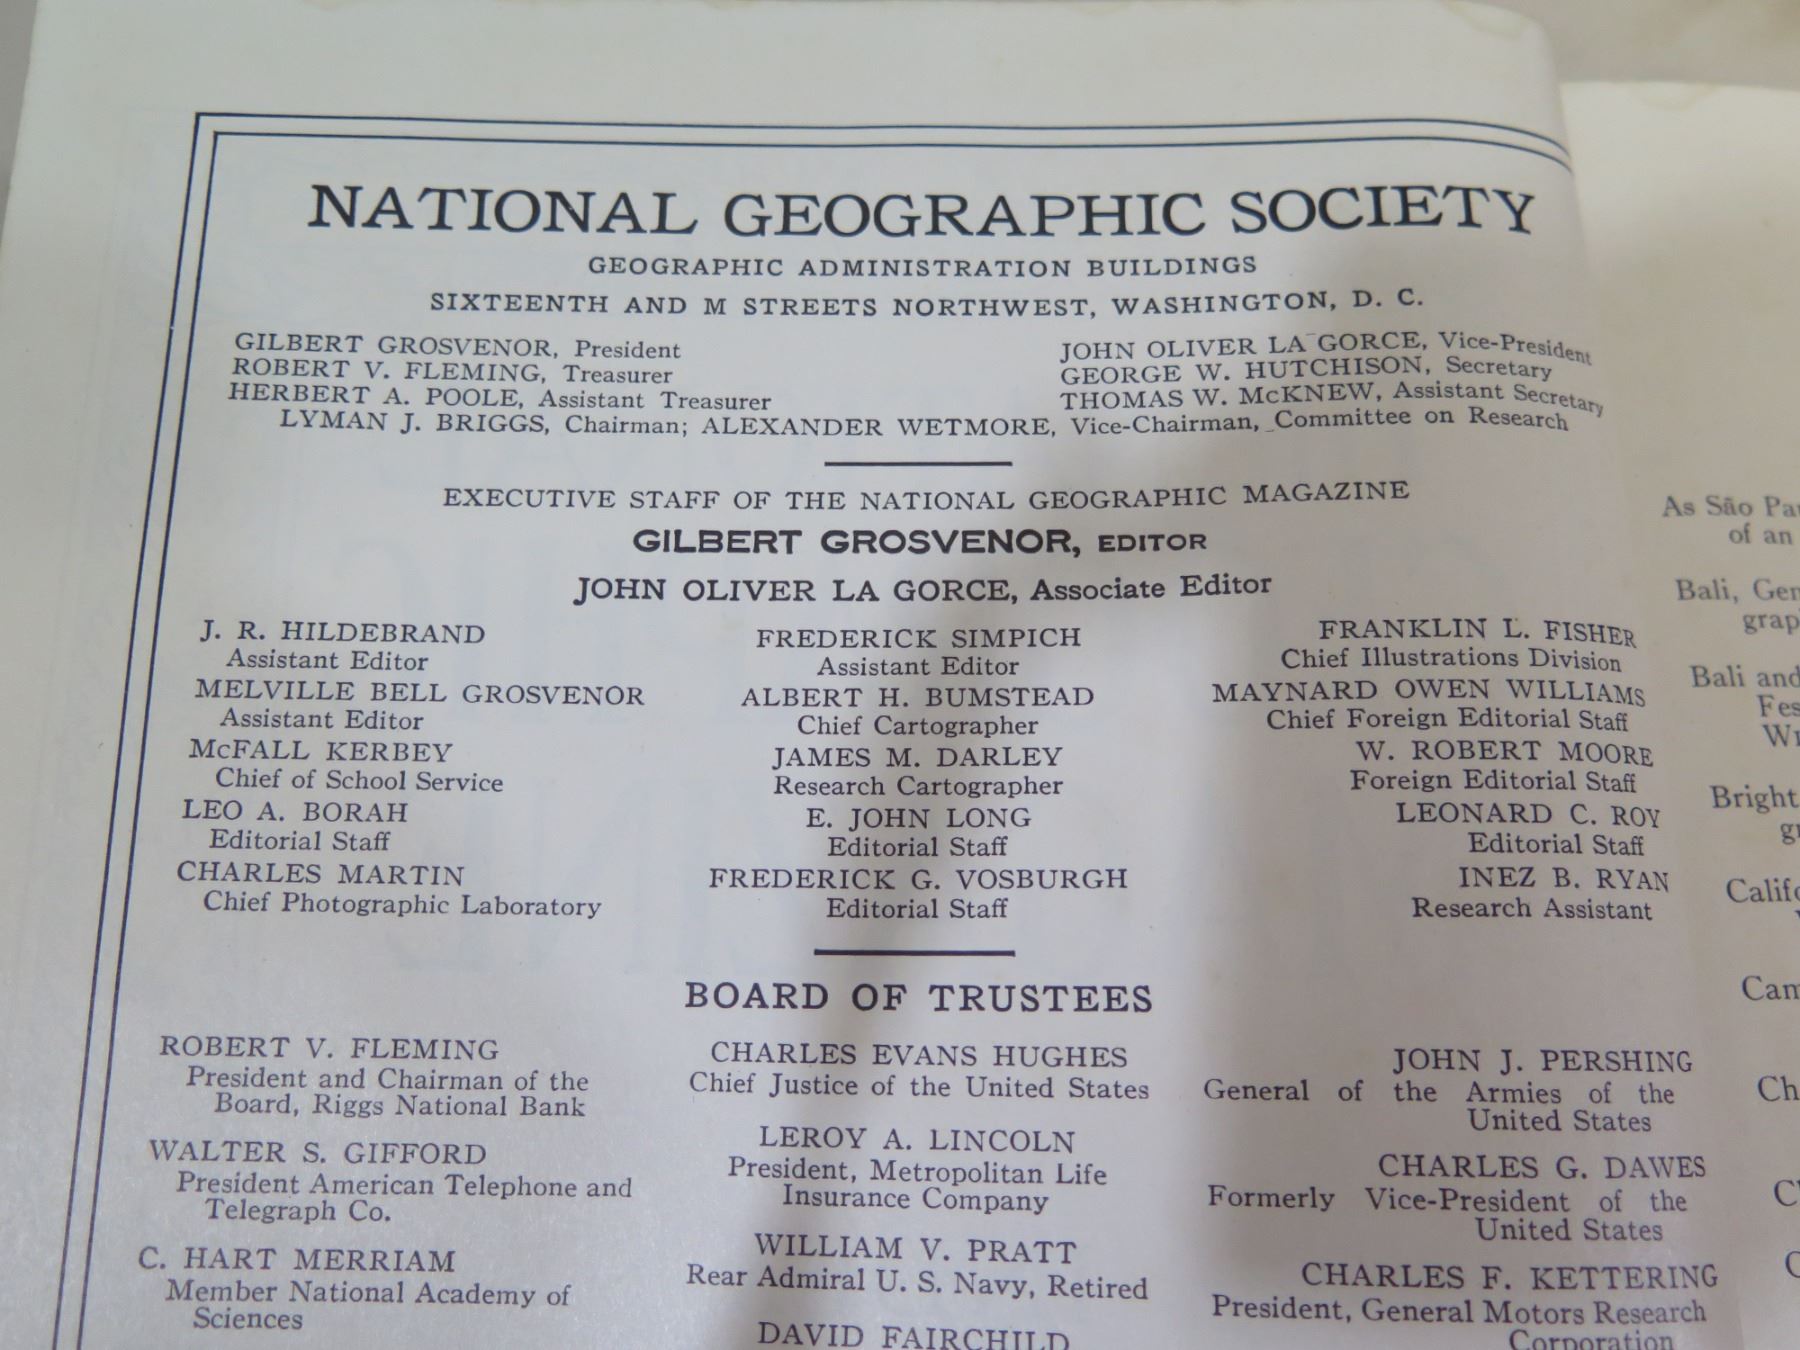 NATIONAL GEOGRAPHIC SOCIETY
GEOGRAPHIC ADMINISTRATION BUILDINGS
SIXTEENTH AND M STREETS NORTHWEST, WASHINGTON, D. C.
GILBERT GROSVENOR, President
ROBERT V. FLEMING, Treasurer
HERBERT A. POOLE, Assistant Treasurer
JOHN OLIVER LA GORCE, Vice-President
GEORGE W. HUTCHISON, Secretary
THOMAS W. McKNEW, Assistant Secretary
LYMAN J. BRIGGS, Chairman; ALEXANDER WETMORE, Vice-Chairman, Committee on Research
EXECUTIVE STAFF OF THE NATIONAL GEOGRAPHIC MAGAZINE
GILBERT GROSVENOR, EDITOR
JOHN OLIVER LA GORCE, Associate Editor
J. R. HILDEBRAND
Assistant Editor
MELVILLE BELL GROSVENOR
Assistant Editor
McFALL KERBEY
Chief of School Service
LEO A. BORAH
Editorial Staff
CHARLES MARTIN
Chief Photographic Laboratory
FREDERICK SIMPICH
Assistant Editor
ALBERT H. BUMSTEAD
Chief Cartographer
JAMES M. DARLEY
Research Cartographer
E. JOHN LONG
Editorial Staff
FREDERICK G. VOSBURGH
Editorial Staff
FRANKLIN L. FISHER
Chief Illustrations Division
MAYNARD OWEN WILLIAMS
Chief Foreign Editorial Staff
W. ROBERT MOORE
Foreign Editorial Staff
LEONARD C. ROY
Editorial Staff
INEZ B. RYAN
Research Assistant
BOARD OF TRUSTEES
ROBERT V. FLEMING
President and Chairman of the
Board, Riggs National Bank
WALTER S. GIFFORD
President American Telephone and
Telegraph Co.
C. HART MERRIAM
Member National Academy of
Sciences
CHARLES EVANS HUGHES
Chief Justice of the United States
LEROY A. LINCOLN
President, Metropolitan Life
Insurance Company
WILLIAM V. PRATT
Rear Admiral U. S. Navy, Retired
DAVID FAIRCHILD
JOHN J. PERSHING
General of the Armies of the
United States
CHARLES G. DAWES
Formerly Vice-President of the
United States
CHARLES F. KETTERING
President, General Motors Research
Corporation
As São
of an
Bali,
Bali and
Bright